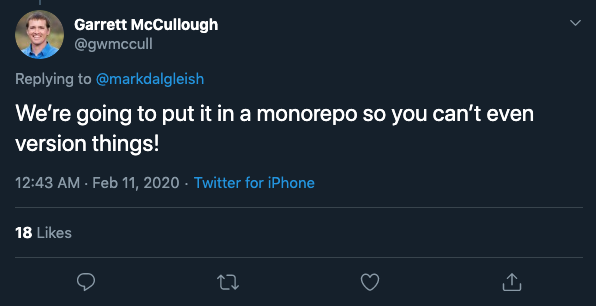 Garrett McCullough
@gwmccull
Replying to @markdalgleish
We’re going to put it in a monorepo so you can’t even
version things!
12:43 AM · Feb 11, 2020 · Twitter for iPhone
18 Likes